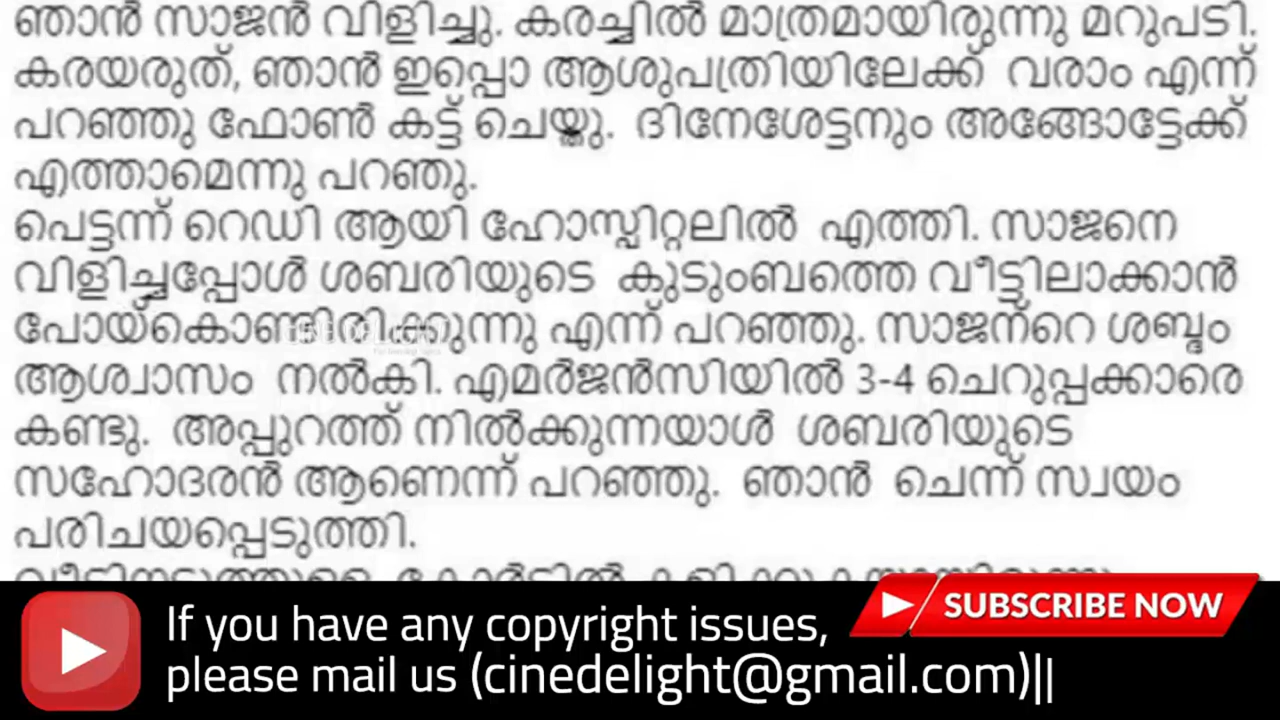 ഞാൻ സാജൻ വിളിച്ചു. കരച്ചിൽ മാത്രമായിരുന്നു മറുപടി.
കരയരുത്, ഞാൻ ഇപ്പൊ ആശുപത്രിയിലേക്ക് വരാം എന്ന്
പറഞ്ഞു ഫോൺ കട്ട് ചെയ്തു. ദിനേശേട്ടനും അങ്ങോട്ടേക്ക്
എത്താമെന്നു പറഞു.
പെട്ടന്ന് റെഡി ആയി ഹോസ്പിറ്റലിൽ എത്തി. സാജനെ
വിളിച്ചപ്പോൾ ശബരിയുടെ കുടുംബത്തെ വീട്ടിലാക്കാൻ
പോയ്കൊണ്ടിരിക്കുന്നു എന്ന് പറഞ്ഞു. സാജന്റെ ശബ്ദം
CINE DELIGHT
ആശ്വാസം നൽകി. എമർജൻസിയിൽ 3-4 ചെറുപ്പക്കാരെ
കണ്ടു. അപ്പുറത്ത് നിൽക്കുന്നയാൾ ശബരിയുടെ
സഹോദരൻ ആണെന്ന് പറഞ്ഞു. ഞാൻ ചെന്ന് സ്വയം
പരിചയപ്പെടുത്തി.
SUBSCRIBE NOW
If you have any copyright issues,
please mail us (cinedelight@gmail.com)||